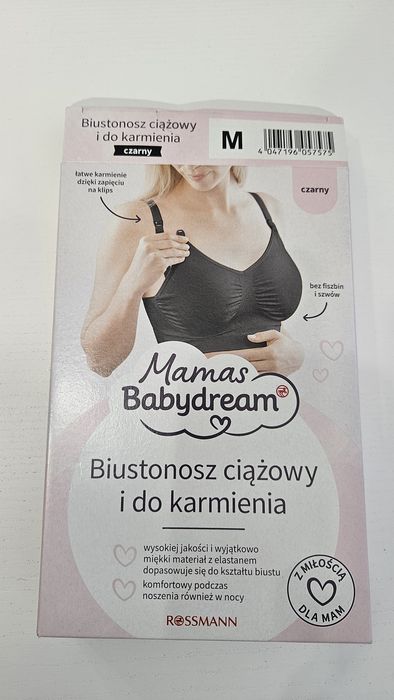 Biustonosz ciążowy
i do karmienia
czarny
M
4 047196 057575
łatwe karmienie
dzięki zapięciu
na klips
czarny
bez fiszbin
i szwów
Mamas
Babydream
Biustonosz ciążowy
i do karmienia
wysokiej jakości i wyjątkowo
miękki materiał z elastanem
dopasowuje się do kształtu biustu
komfortowy podczas
noszenia również w nocy
Z MIŁOŚCIĄ
DLA MAM
ROSSMANN